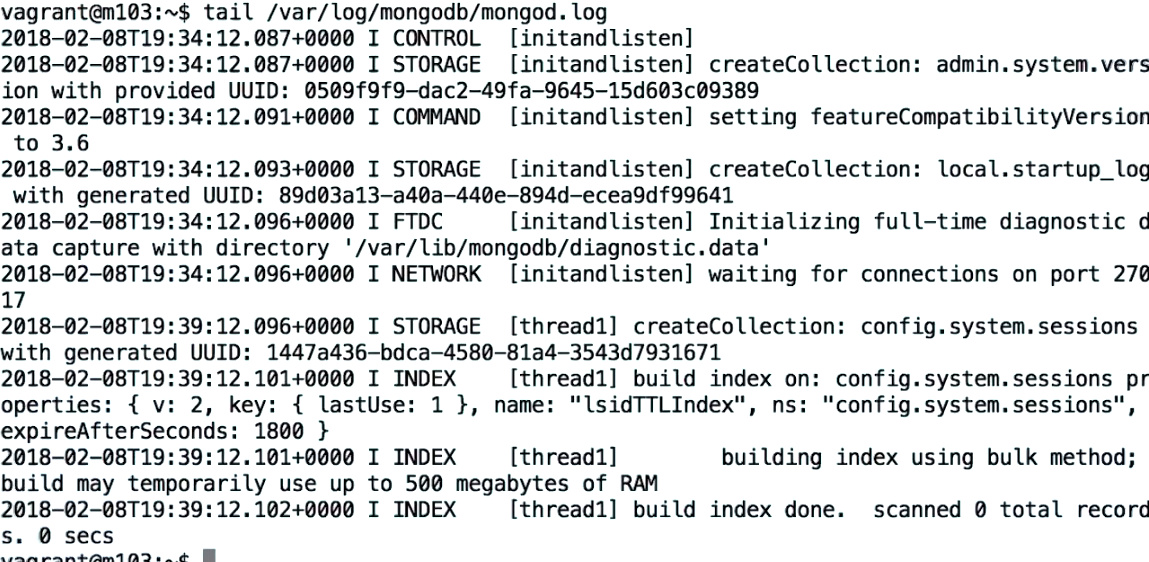 vagrant@m103:~$ tail /var/log/mongodb/mongod.log
2018-02-08T19:34:12.087+0000 I CONTROL  [initandlisten]
2018-02-08T19:34:12.087+0000 I STORAGE  [initandlisten] createCollection: admin.system.vers
ion with provided UUID: 0509f9f9-dac2-49fa-9645-15d603c09389
2018-02-08T19:34:12.091+0000 I COMMAND  [initandlisten] setting featureCompatibilityVersion
 to 3.6
2018-02-08T19:34:12.093+0000 I STORAGE  [initandlisten] createCollection: local.startup_log
 with generated UUID: 89d03a13-a40a-440e-894d-ecea9df99641
2018-02-08T19:34:12.096+0000 I FTDC     [initandlisten] Initializing full-time diagnostic d
ata capture with directory '/var/lib/mongodb/diagnostic.data'
2018-02-08T19:34:12.096+0000 I NETWORK  [initandlisten] waiting for connections on port 270
17
2018-02-08T19:39:12.096+0000 I STORAGE  [thread1] createCollection: config.system.sessions
with generated UUID: 1447a436-bdca-4580-81a4-3543d7931671
2018-02-08T19:39:12.101+0000 I INDEX    [thread1] build index on: config.system.sessions pr
operties: { v: 2, key: { lastUse: 1 }, name: "lsidTTLIndex", ns: "config.system.sessions",
expireAfterSeconds: 1800 }
2018-02-08T19:39:12.101+0000 I INDEX    [thread1]        building index using bulk method;
build may temporarily use up to 500 megabytes of RAM
2018-02-08T19:39:12.102+0000 I INDEX    [thread1] build index done.  scanned 0 total record
s. 0 secs
vagrant@m103:~$